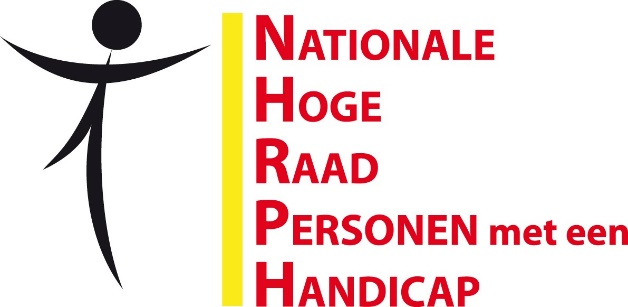 NATIONALE
HOGE
RAAD
PERSONEN met een
HANDICAP